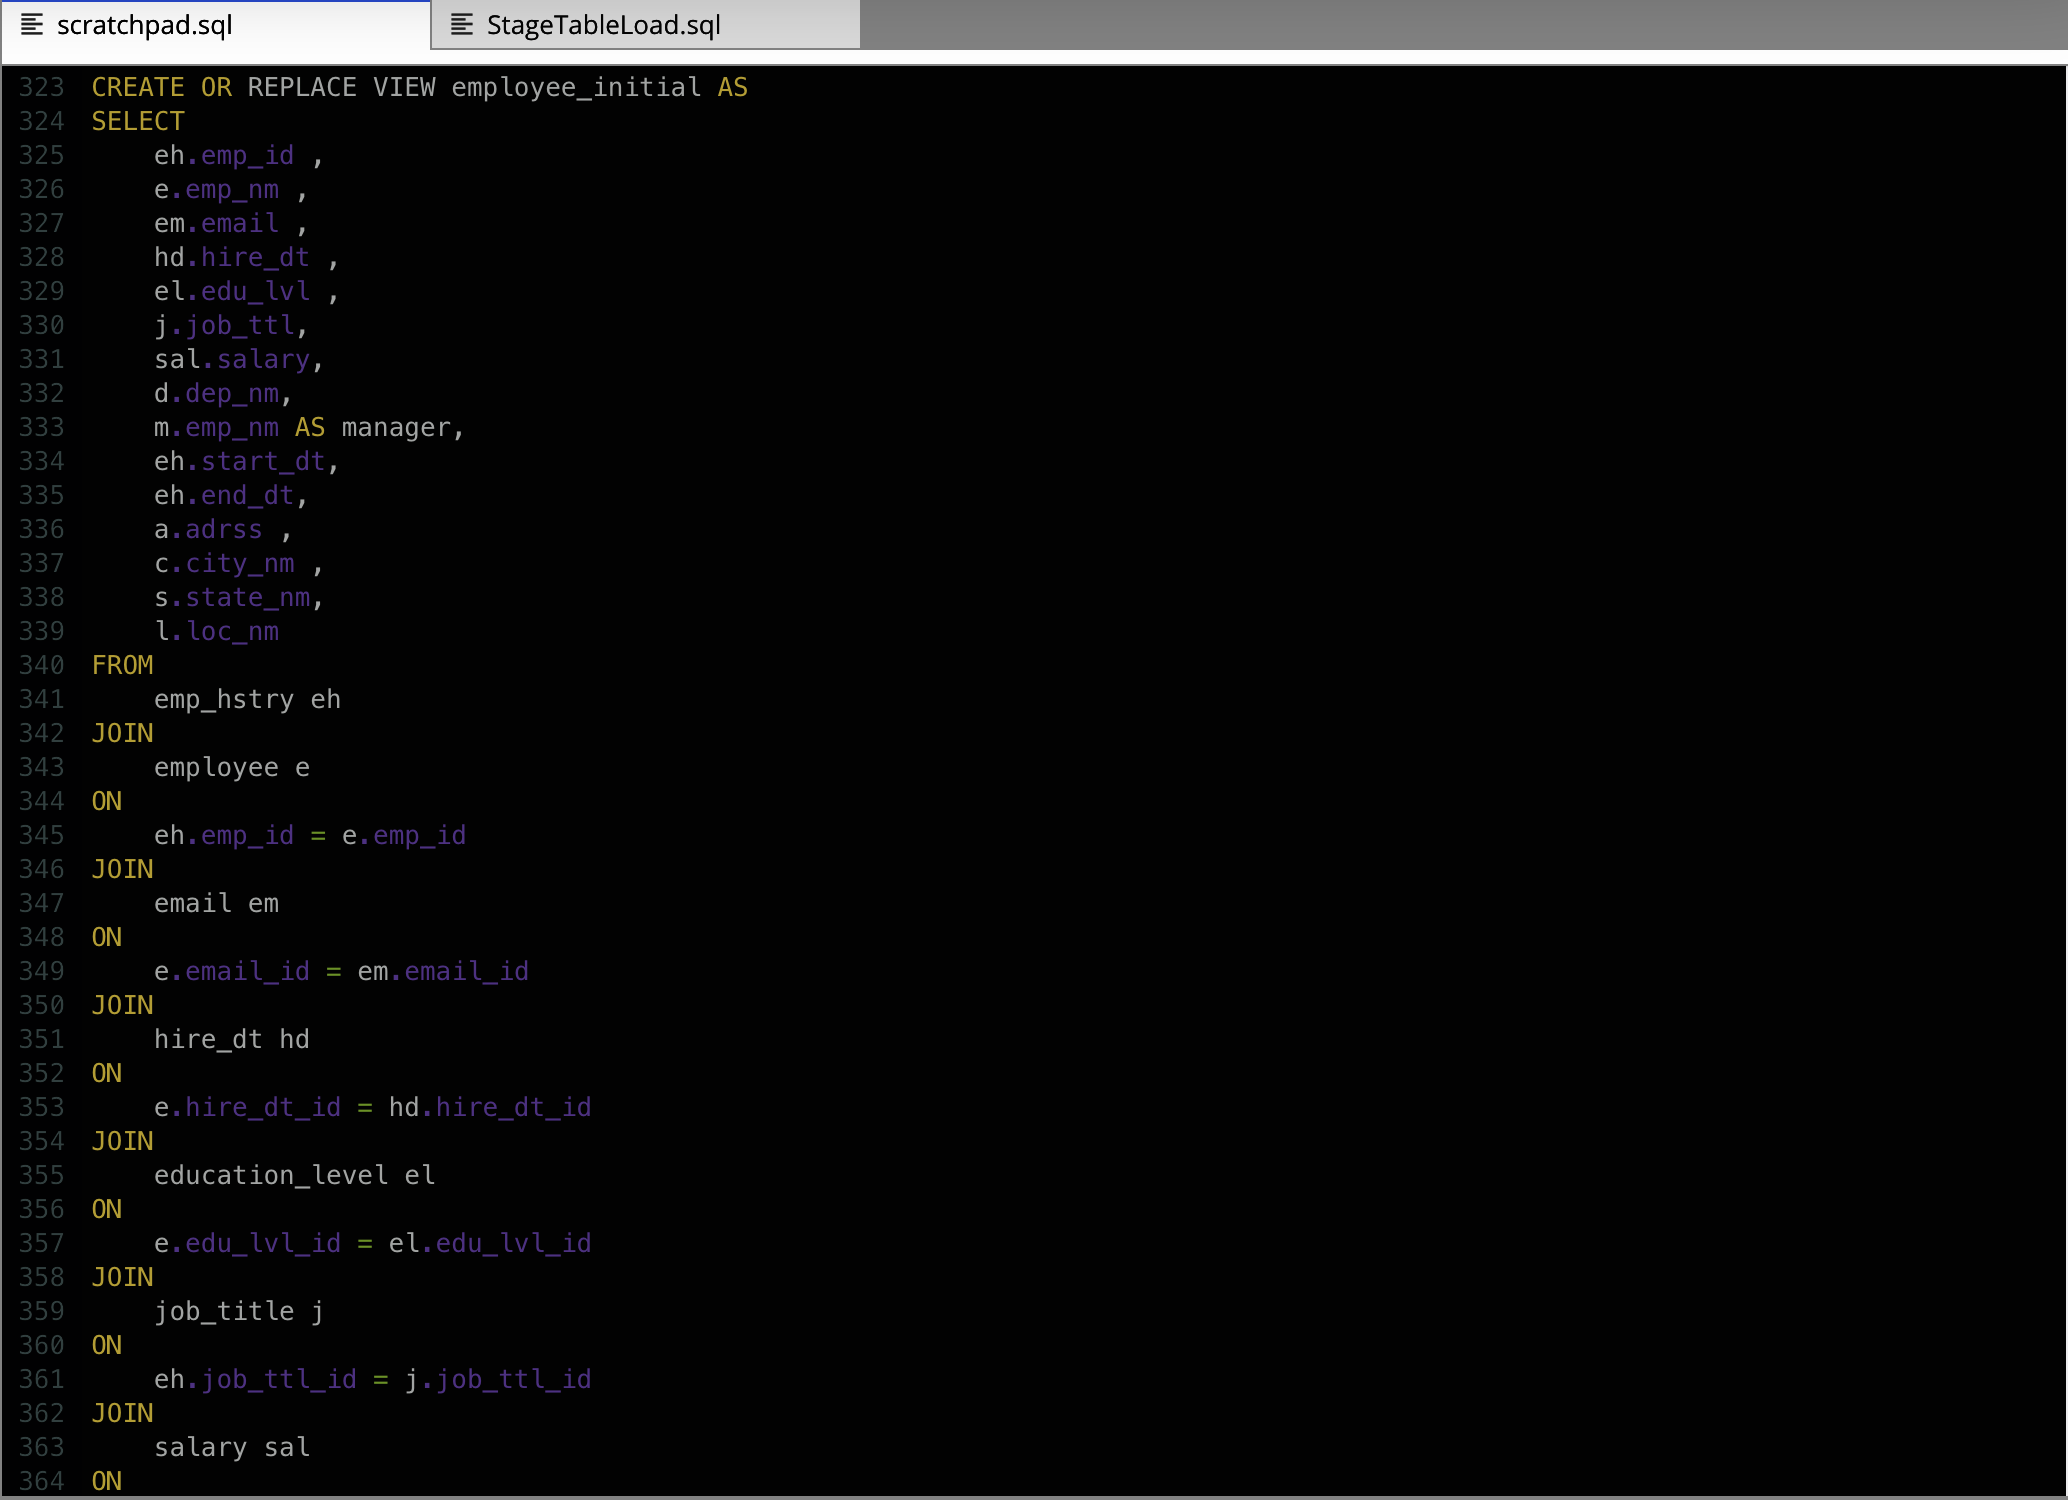 scratchpad.sql StageTableLoad.sql
323 CREATE OR REPLACE VIEW employee_initial AS
324 SELECT
325 eh.emp_id ,
326 e.emp_nm ,
327 em.email ,
328 hd.hire_dt ,
329 el.edu_lvl ,
330 j.job_ttl,
331 sal.salary,
332 d.dep_nm,
333 m.emp_nm AS manager,
334 eh.start_dt,
335 eh.end_dt,
336 a.adrss ,
337 c.city_nm ,
338 s.state_nm,
339 l.loc_nm
340 FROM
341 emp_hstry eh
342 JOIN
343 employee e
344 ON
345 eh.emp_id = e.emp_id
346 JOIN
347 email em
348 ON
349 e.email_id = em.email_id
350 JOIN
351 hire_dt hd
352 ON
353 e.hire_dt_id = hd.hire_dt_id
354 JOIN
355 education_level el
356 ON
357 e.edu_lvl_id = el.edu_lvl_id
358 JOIN
359 job_title j
360 ON
361 eh.job_ttl_id = j.job_ttl_id
362 JOIN
363 salary sal
364 ON